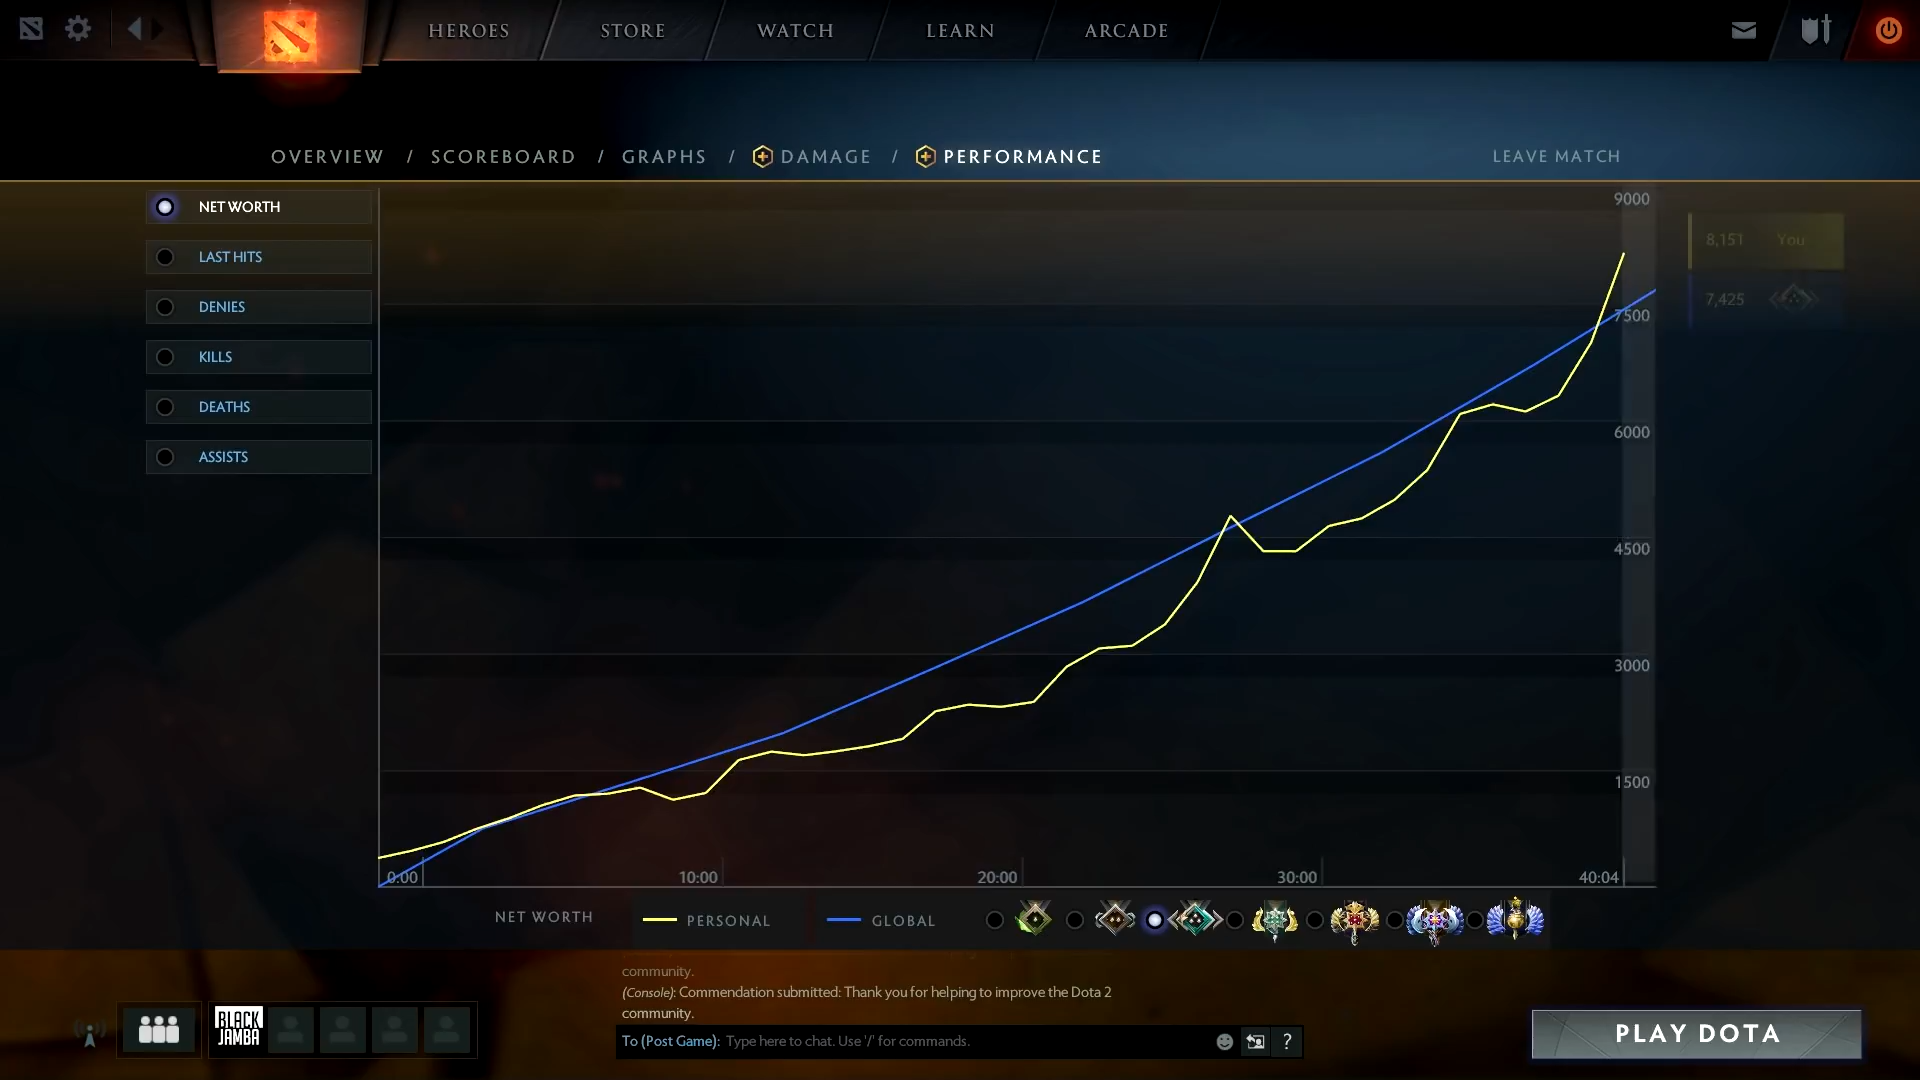 HEROES
STORE
WATCH
LEARN
ARCADE
OVERVIEW / SCOREBOARD / GRAPHS / DAMAGE / PERFORMANCE
LEAVE MATCH
NET WORTH
LAST HITS
DENIES
KILLS
DEATHS
ASSISTS
9000
7500
6000
4500
3000
1500
8,151 You
7,425
0:00
10:00
20:00
30:00
40:04
NET WORTH
PERSONAL
GLOBAL
community.
(Console): Commendation submitted: Thank you for helping to improve the Dota 2
community.
To (Post Game): Type here to chat. Use '/' for commands.
?
BLACK
JAMBA
PLAY DOTA